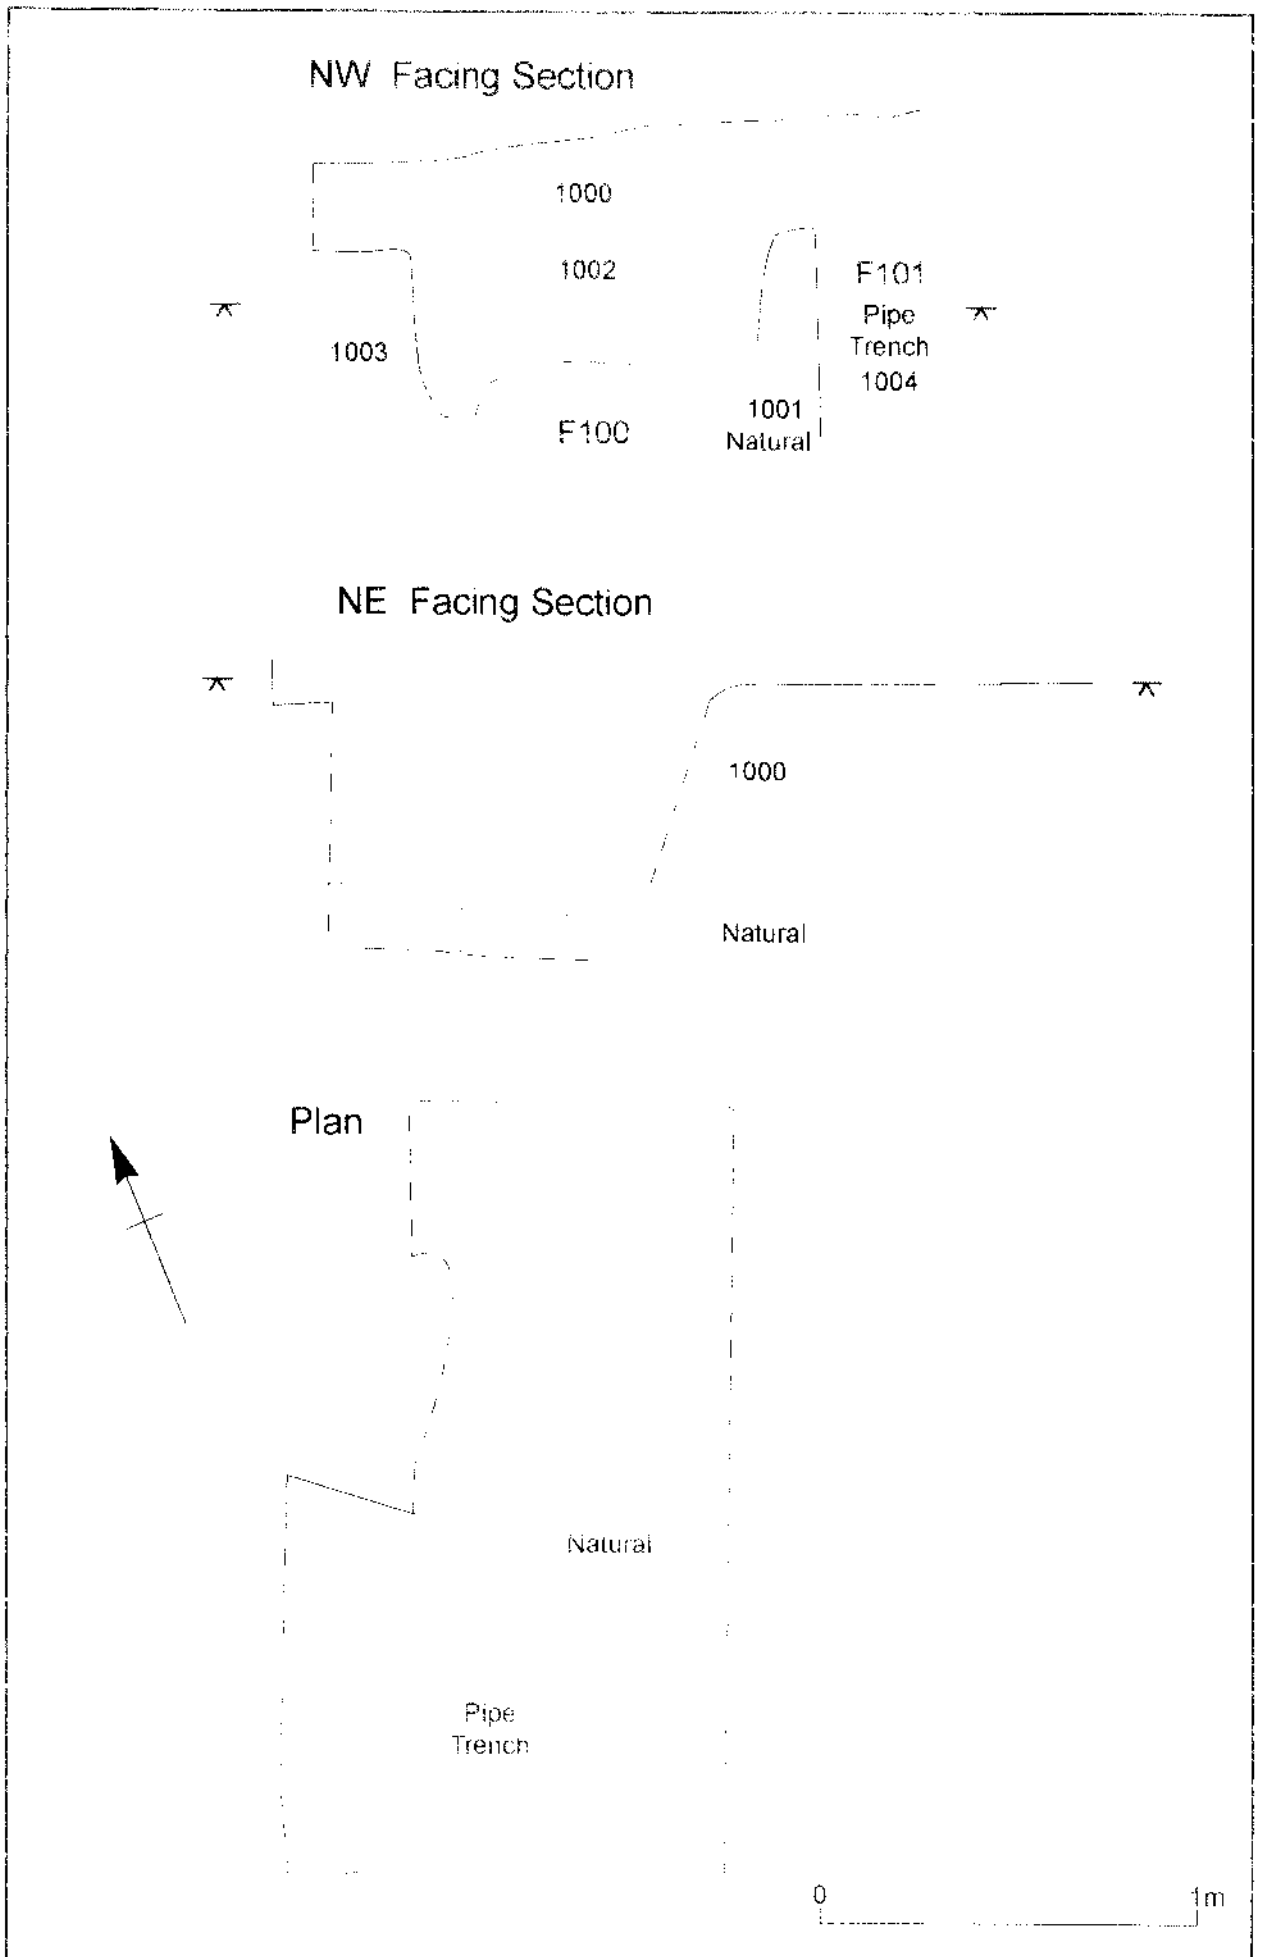 NW Facing Section
1000
1002
F101
Pipe
Trench
1003
1004
1001
F100
Natural
NE Facing Section
1000
Natural
Plan
Natural
Pipe
Trench
0 1m